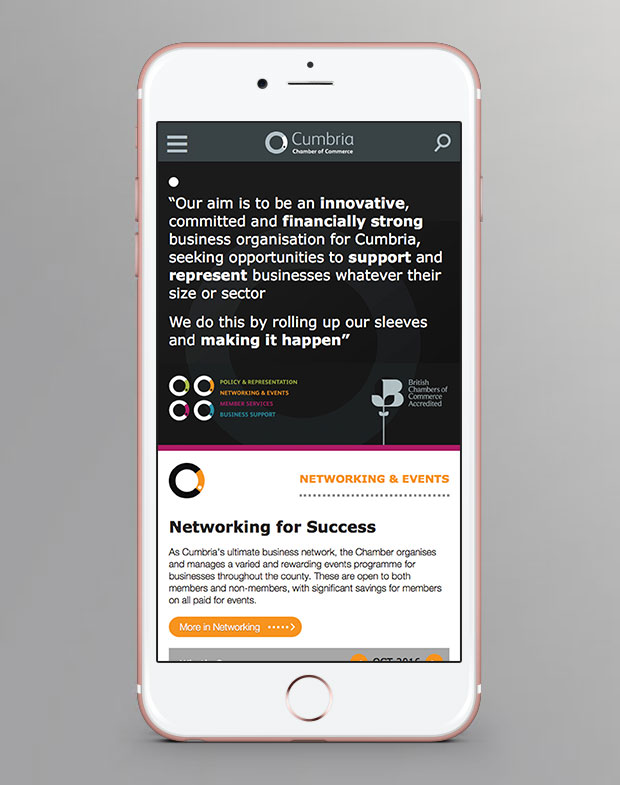 Cumbria
Chamber of Commerce
“Our aim is to be an innovative,
committed and financially strong
business organisation for Cumbria,
seeking opportunities to support and
represent businesses whatever their
size or sector
We do this by rolling up our sleeves
and making it happen”
POLICY & REPRESENTATION
NETWORKING & EVENTS
MEMBER SERVICES
BUSINESS SUPPORT
British
Chambers of
Commerce
Accredited
NETWORKING & EVENTS
Networking for Success
As Cumbria's ultimate business network, the Chamber organises
and manages a varied and rewarding events programme for
businesses throughout the county. These are open to both
members and non-members, with significant savings for members
on all paid for events.
More in Networking
OCT 2016